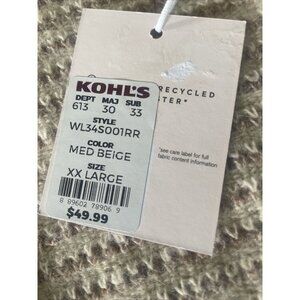 RECYCLED
KOHL'S
DEPT MAJ SUB
613 30 33
STYLE
WL34S001RR
COLOR
MED BEIGE
SIZE
XX LARGE
8 89602 78906 9
$49.99
*see care label for full
fabric content information